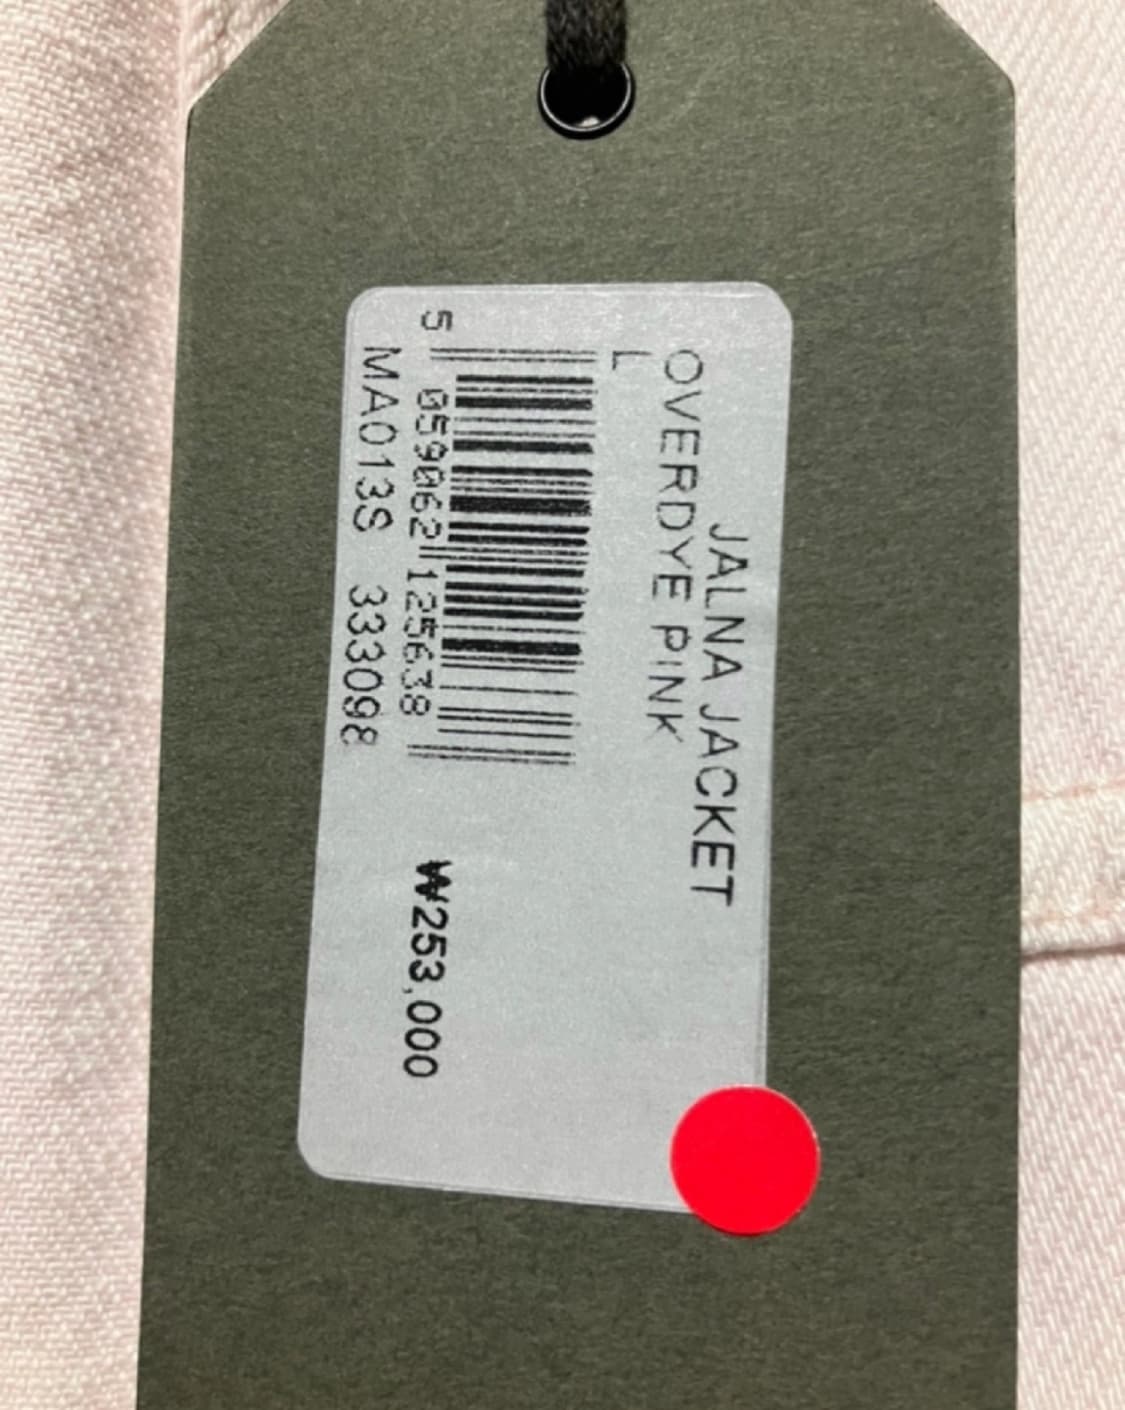 JALNA JACKET
OVERDYE PINK
L
5 059062 125638
MA013S 333098
₩253,000